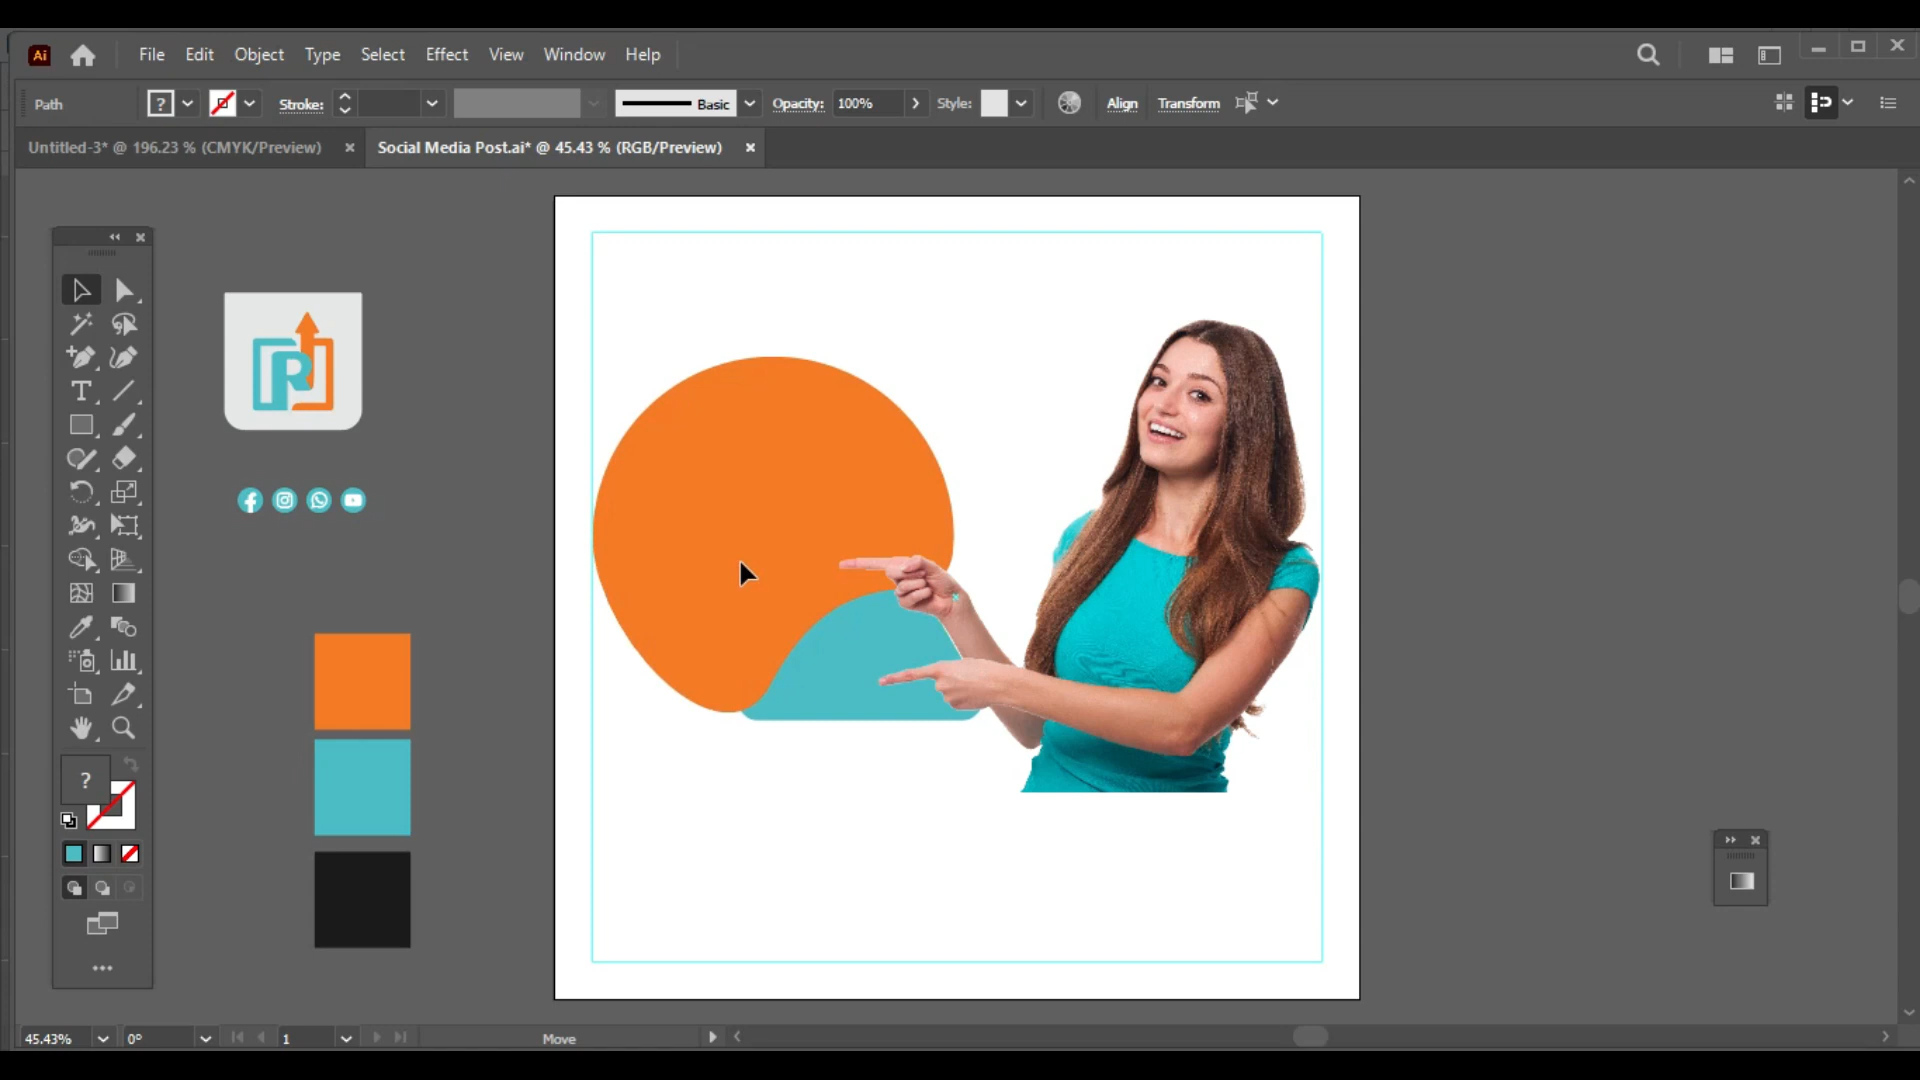 Ai File Edit Object Type Select Effect View Window Help
Path ? Stroke: Basic Opacity: 100% Style: Align Transform
Untitled-3* @ 196.23 % (CMYK/Preview) Social Media Post.ai* @ 45.43 % (RGB/Preview)
R
T
?
45.43% 0° 1 Move